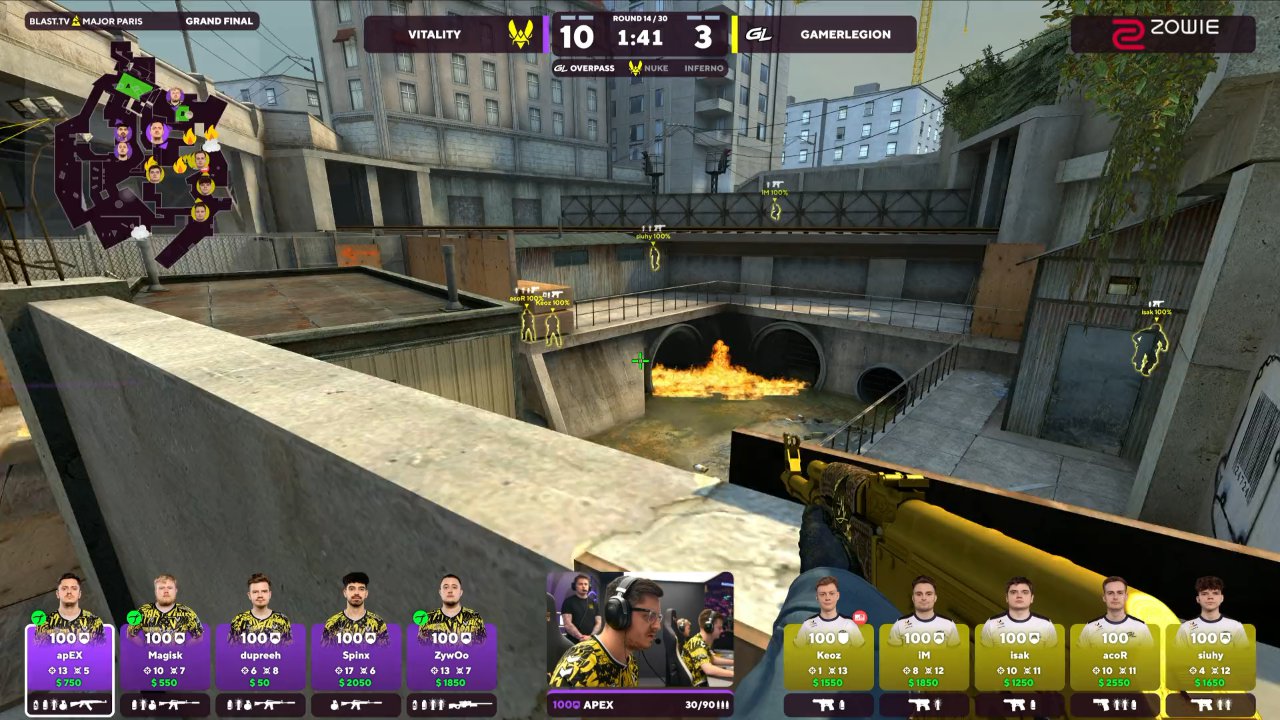 BLAST.TV MAJOR PARIS GRAND FINAL
VITALITY 10 ROUND 14 / 30 1:41 3 GL GAMERLEGION
ZOWIE
GL OVERPASS NUKE INFERNO
iM 100%
siuhy 100%
acoR 100% Keoz 100%
isak 100%
100 100 100 100 100 100 100 100 100 100
apEX Magisk dupreeh Spinx ZywOo Keoz iM isak acoR siuhy
13 5 10 7 6 8 17 6 13 7 1 13 8 12 10 11 10 11 4 12
$750 $550 $50 $2050 $1850 $1550 $1850 $1250 $2550 $1650
100 APEX 30/90